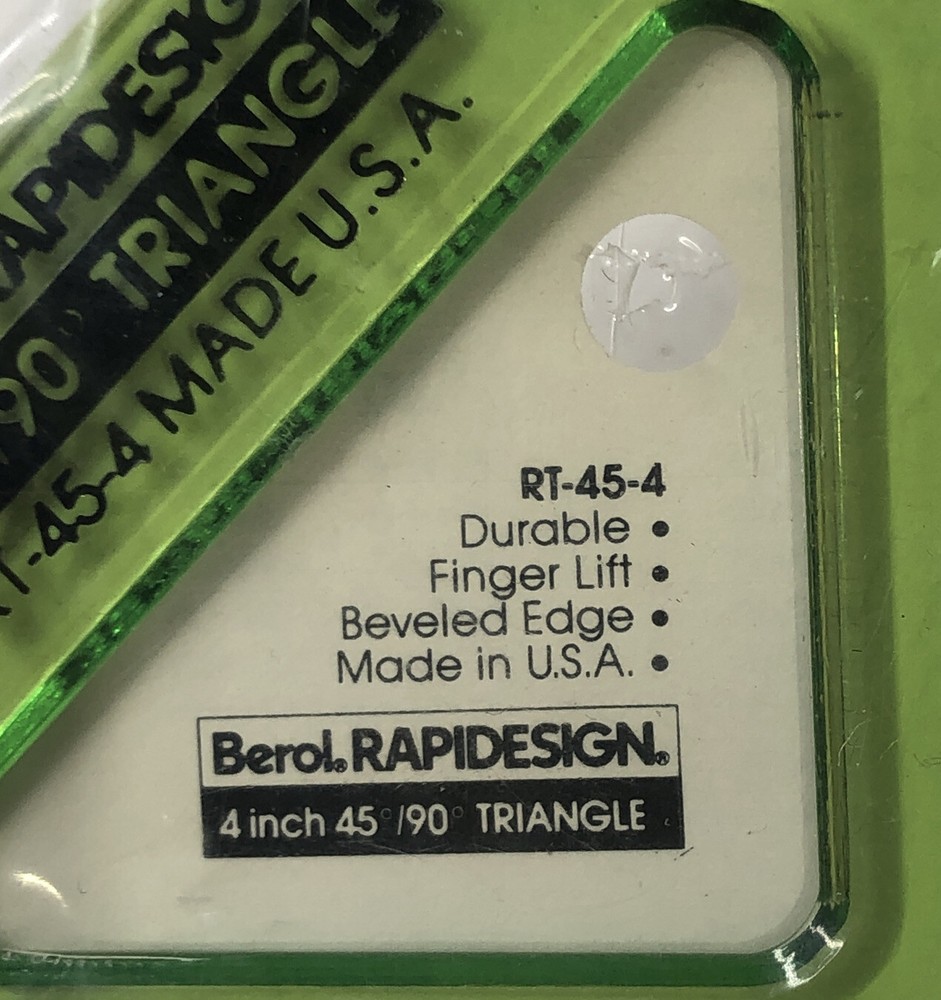 RAPIDESIG
90° TRIANGLE
T-45-4 MADE U.S.A.
RT-45-4
Durable •
Finger Lift •
Beveled Edge •
Made in U.S.A. •
Berol® RAPIDESIGN®
4 inch 45°/90° TRIANGLE